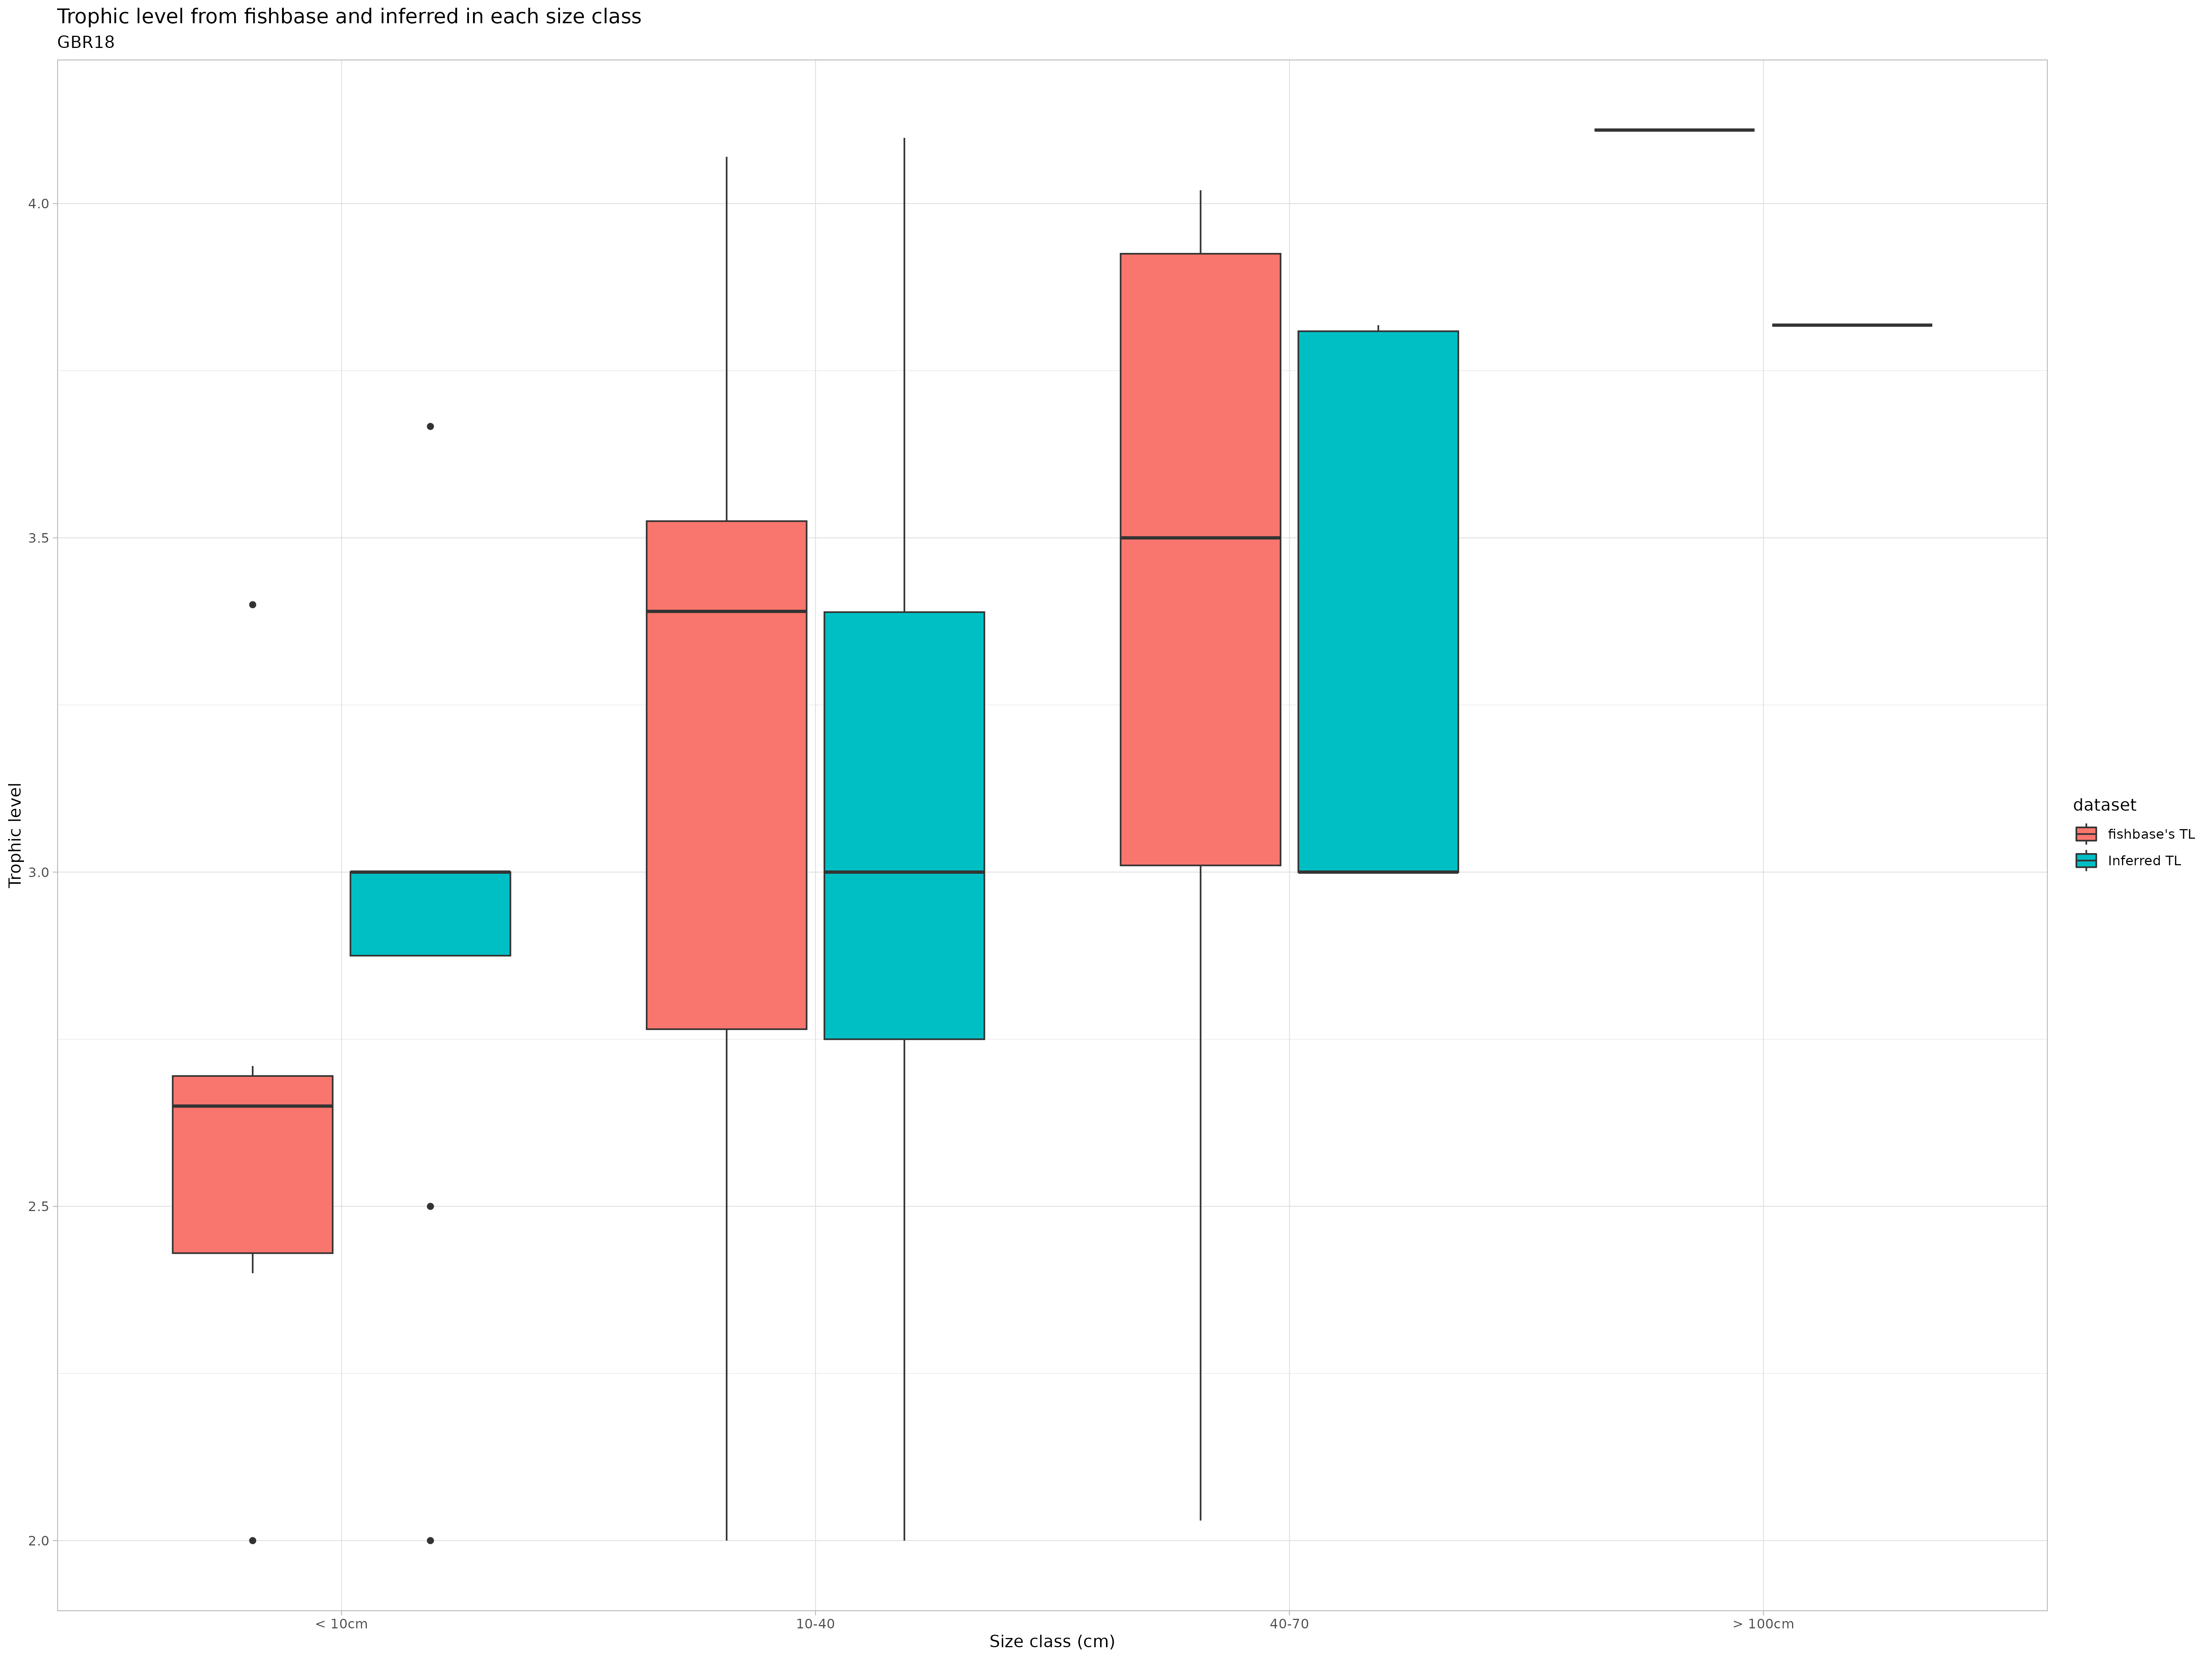 Trophic level from fishbase and inferred in each size class
GBR18
4.0
3.5
3.0
2.5
2.0
Trophic level
< 10cm
10-40
40-70
> 100cm
Size class (cm)
dataset
fishbase's TL
Inferred TL